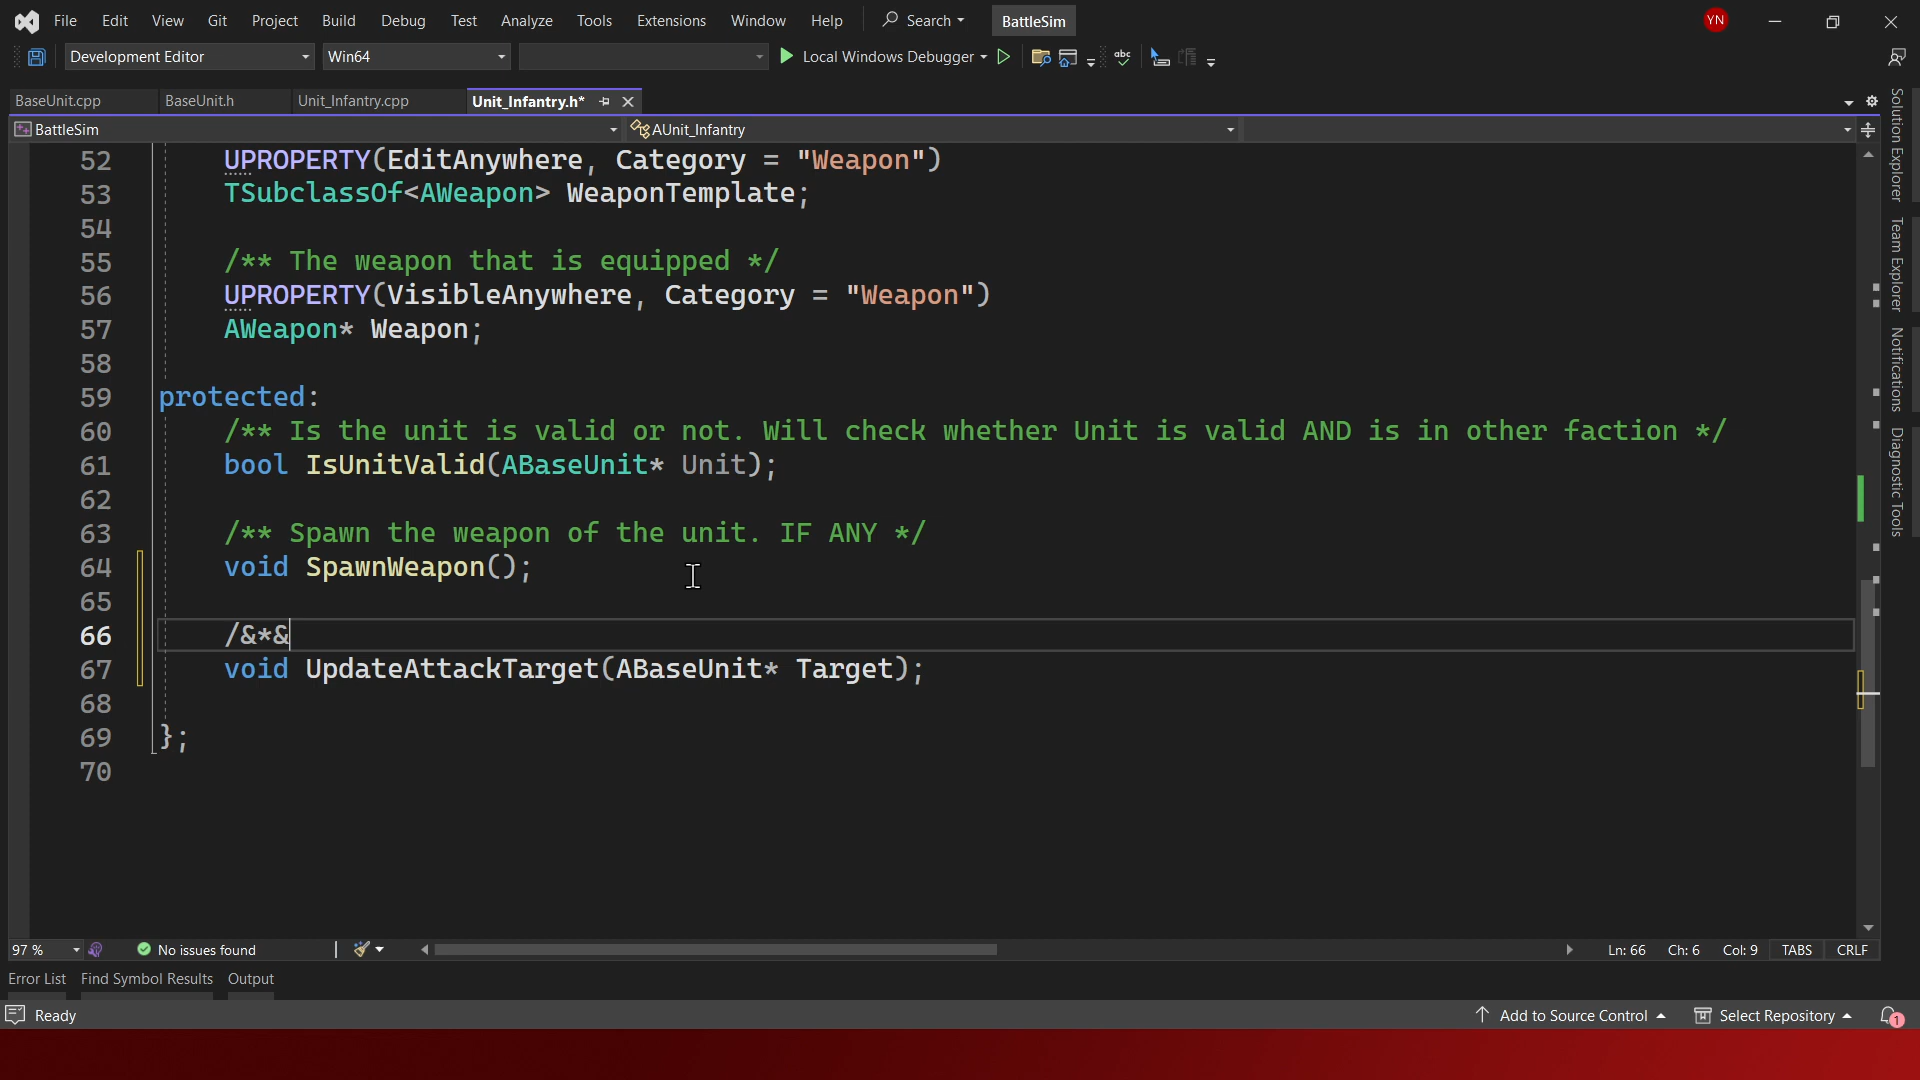 File Edit View Git Project Build Debug Test Analyze Tools Extensions Window Help Search BattleSim YN
Development Editor Win64 Local Windows Debugger
BaseUnit.cpp BaseUnit.h Unit_Infantry.cpp Unit_Infantry.h*
BattleSim AUnit_Infantry
52 UPROPERTY(EditAnywhere, Category = "Weapon")
53 TSubclassOf<AWeapon> WeaponTemplate;
54
55 /** The weapon that is equipped */
56 UPROPERTY(VisibleAnywhere, Category = "Weapon")
57 AWeapon* Weapon;
58
59 protected:
60 /** Is the unit is valid or not. Will check whether Unit is valid AND is in other faction */
61 bool IsUnitValid(ABaseUnit* Unit);
62
63 /** Spawn the weapon of the unit. IF ANY */
64 void SpawnWeapon();
65
66 /&*&
67 void UpdateAttackTarget(ABaseUnit* Target);
68
69 };
70
Solution Explorer
Team Explorer
Notifications
Diagnostic Tools
97 % No issues found Ln: 66 Ch: 6 Col: 9 TABS CRLF
Error List Find Symbol Results Output
Ready Add to Source Control Select Repository 1